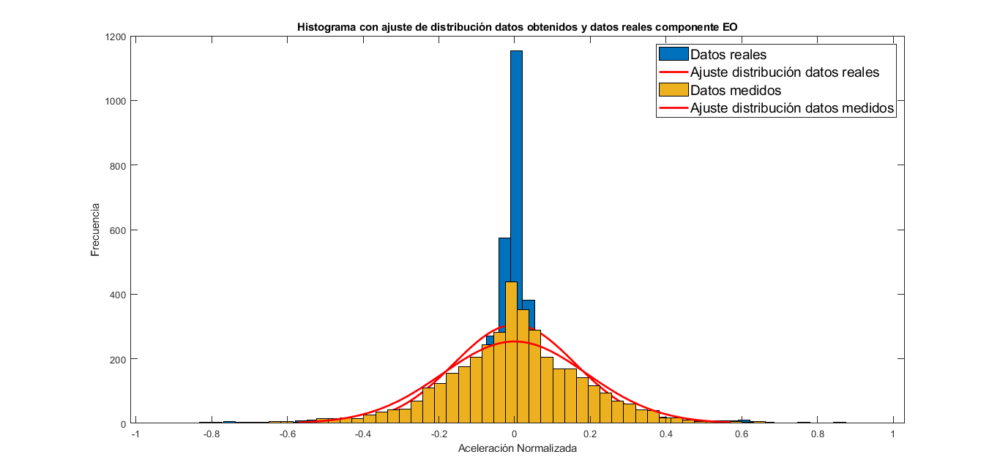 Histograma con ajuste de distribución datos obtenidos y datos reales componente EO
1200
1000
800
600
400
200
0
Frecuencia
Datos reales
Ajuste distribución datos reales
Datos medidos
Ajuste distribución datos medidos
-1 -0.8 -0.6 -0.4 -0.2 0 0.2 0.4 0.6 0.8 1
Aceleración Normalizada